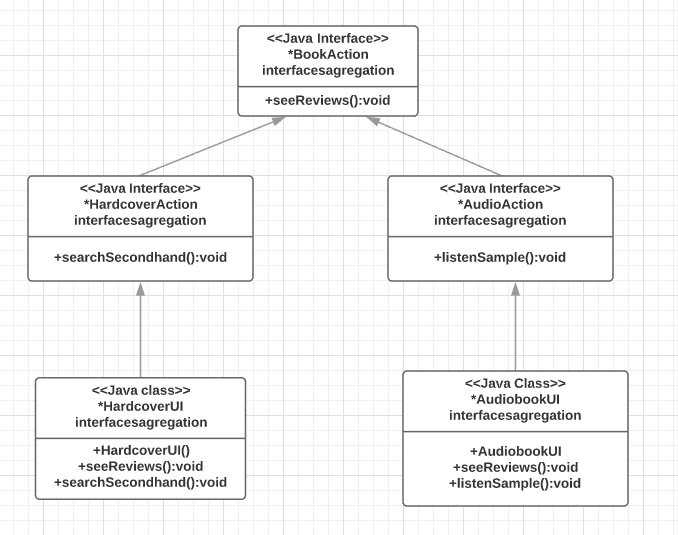 <<Java Interface>>
*BookAction
interfacesagregation
+seeReviews():void
<<Java Interface>>
*HardcoverAction
interfacesagregation
+searchSecondhand():void
<<Java Interface>>
*AudioAction
interfacesagregation
+listenSample():void
<<Java class>>
*HardcoverUI
interfacesagregation
+HardcoverUI()
+seeReviews():void
+searchSecondhand():void
<<Java Class>>
*AudiobookUI
interfacesagregation
+AudiobookUI
+seeReviews():void
+listenSample():void